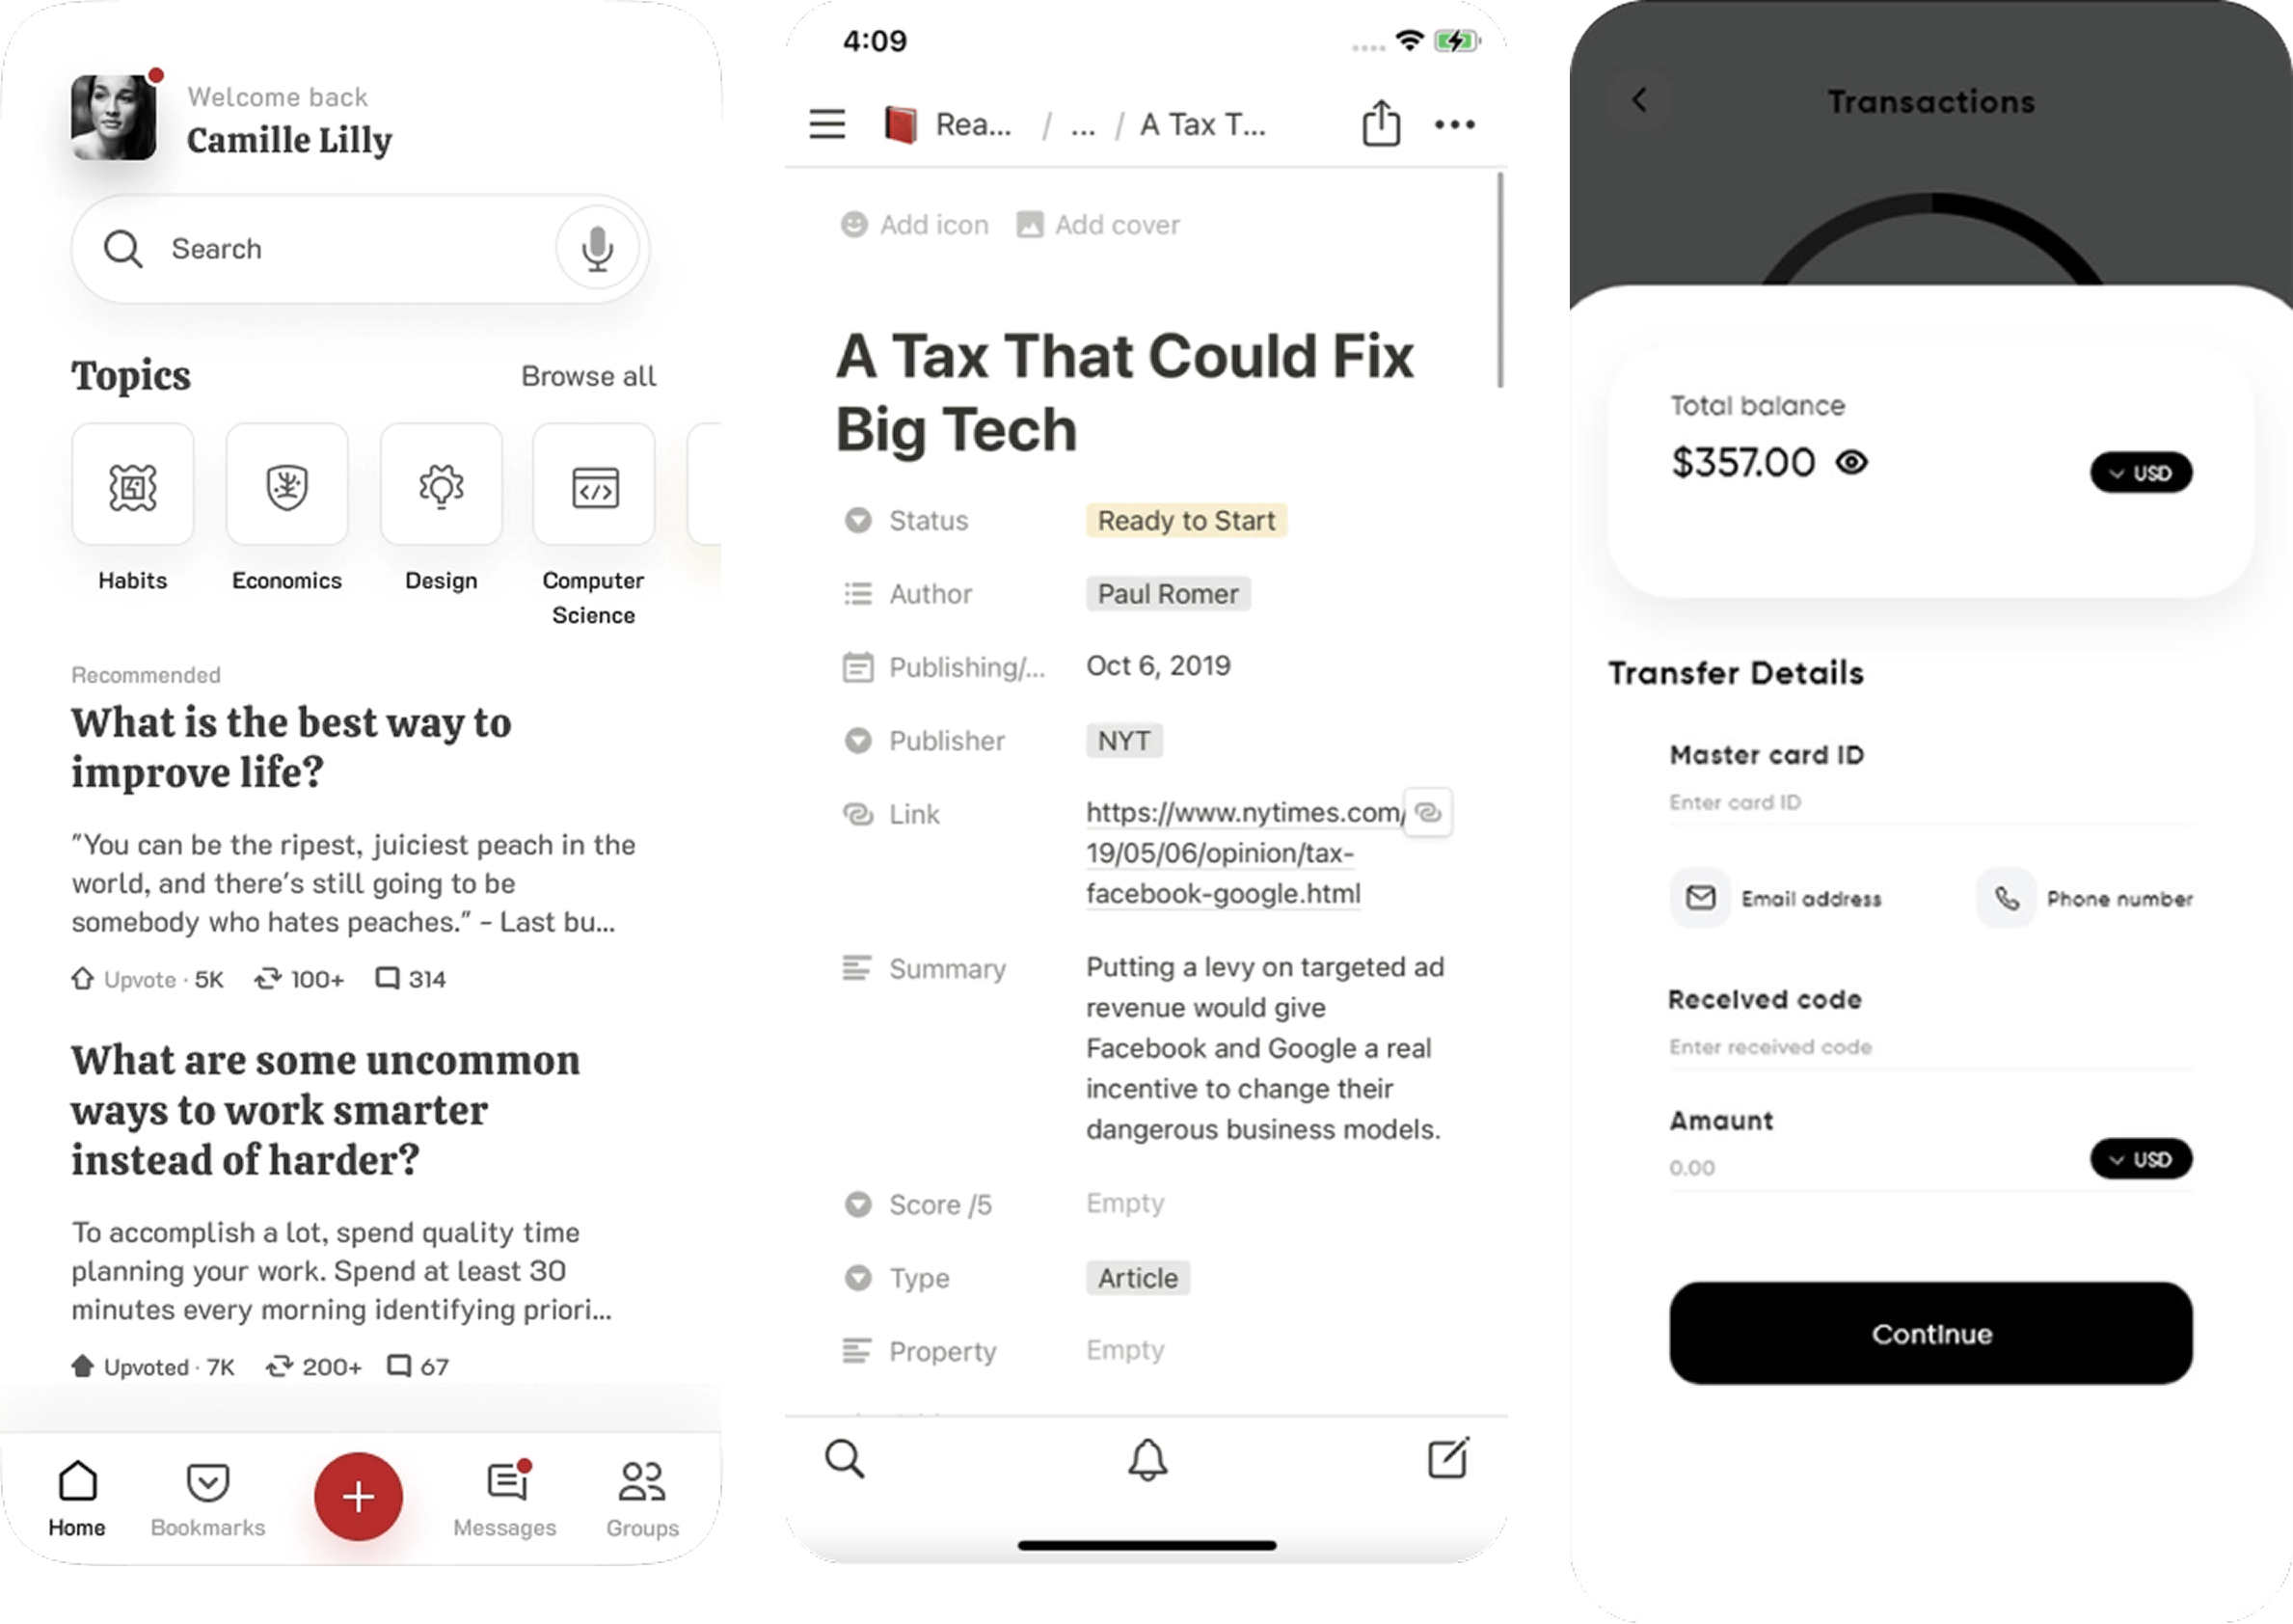 Welcome back
Camille Lilly
Search
Topics
Browse all
Habits
Economics
Design
Computer
Science
Recommended
What is the best way to
improve life?
"You can be the ripest, juiciest peach in the
world, and there's still going to be
somebody who hates peaches." – Last bu...
Upvote · 5K 100+ 314
What are some uncommon
ways to work smarter
instead of harder?
To accomplish a lot, spend quality time
planning your work. Spend at least 30
minutes every morning identifying priori...
Upvoted · 7K 200+ 67
Home
Bookmarks
Messages
Groups
4:09
Rea... / ... / A Tax T...
Add icon
Add cover
A Tax That Could Fix
Big Tech
Status
Ready to Start
Author
Paul Romer
Publishing/...
Oct 6, 2019
Publisher
NYT
Link
https://www.nytimes.com/
19/05/06/opinion/tax-
facebook-google.html
Summary
Putting a levy on targeted ad
revenue would give
Facebook and Google a real
incentive to change their
dangerous business models.
Score /5
Empty
Type
Article
Property
Empty
Transactions
Total balance
$357.00
USD
Transfer Details
Master card ID
Enter card ID
Email address
Phone number
Received code
Enter received code
Amaunt
0.00
USD
Continue